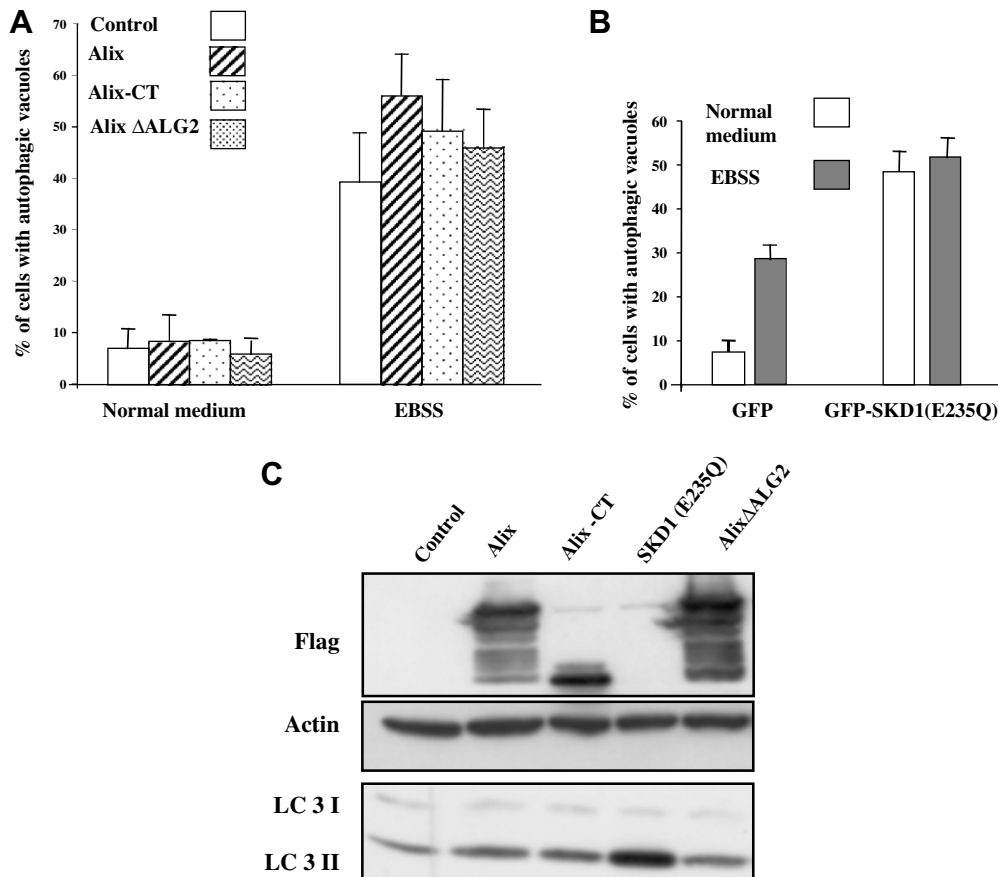 A
% of cells with autophagic vacuoles
70
60
50
40
30
20
10
0
Control
Alix
Alix-CT
Alix ΔALG2
Normal medium
EBSS
B
% of cells with autophagic vacuoles
60
50
40
30
20
10
0
Normal
medium
EBSS
GFP
GFP-SKD1(E235Q)
C
Control
Alix
Alix -CT
SKD1 (E235Q)
AlixΔALG2
Flag
Actin
LC 3 I
LC 3 II